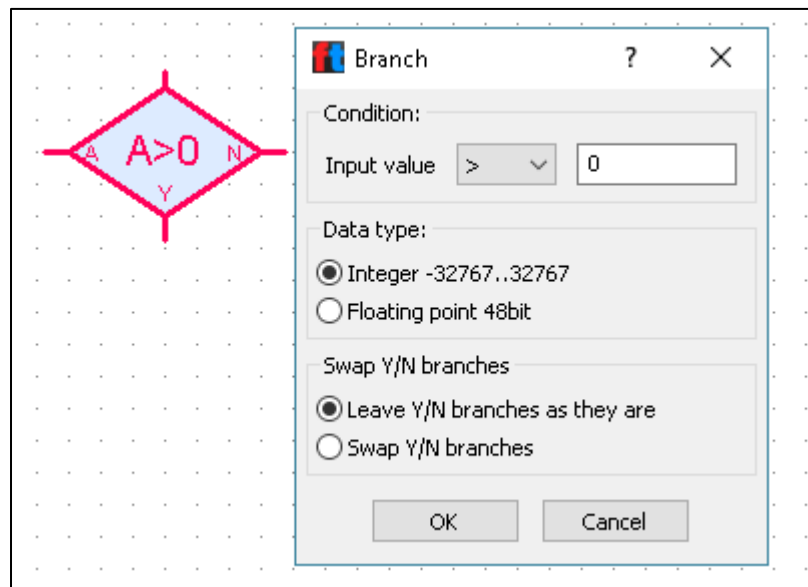 A A>0 N
Y
ft Branch ? ×
Condition:
Input value > 0
Data type:
Integer -32767..32767
Floating point 48bit
Swap Y/N branches
Leave Y/N branches as they are
Swap Y/N branches
OK Cancel